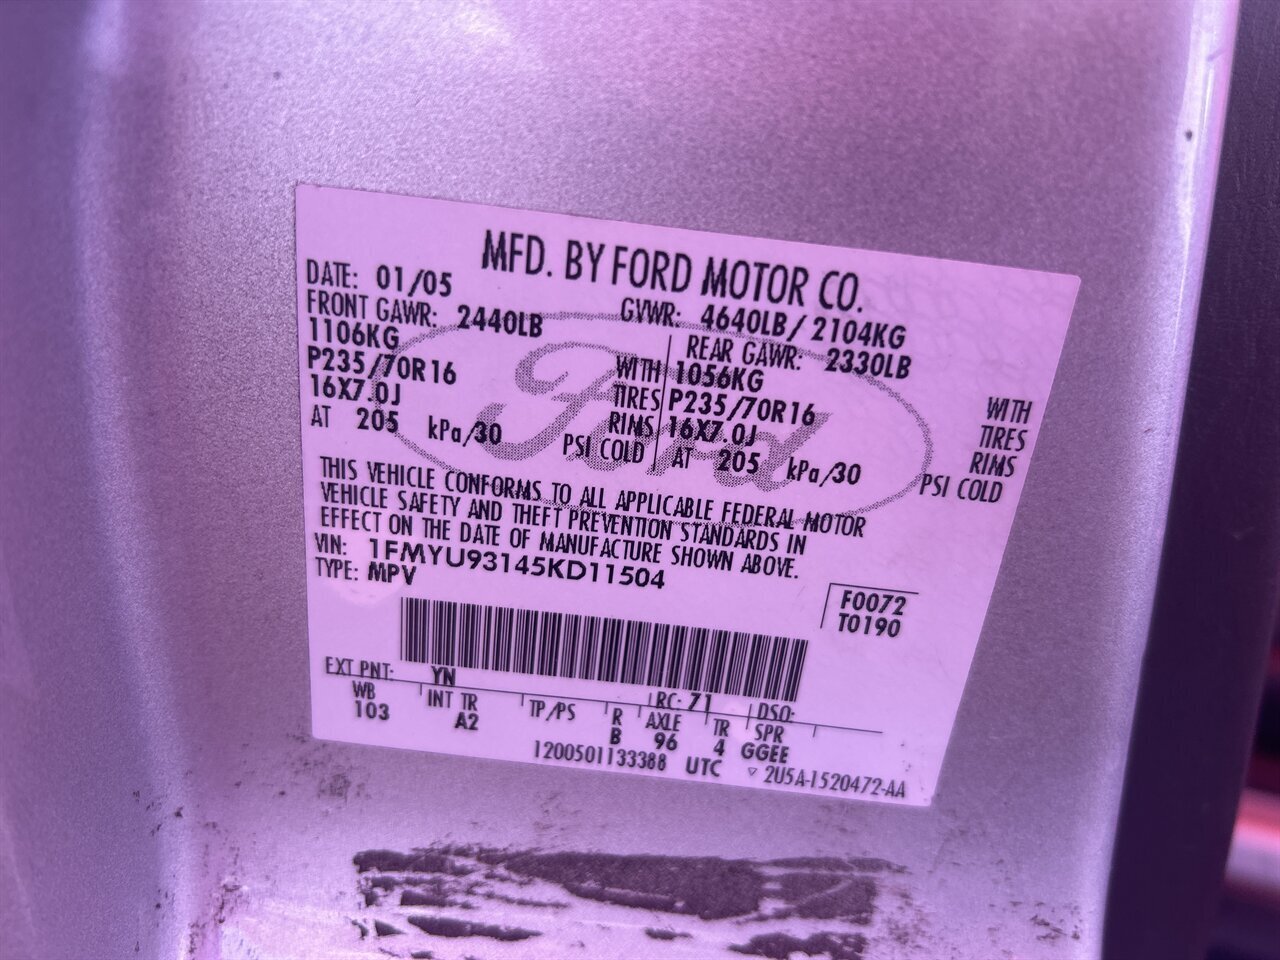 MFD. BY FORD MOTOR CO.
DATE: 01/05
GVWR: 4640LB/ 2104KG
FRONT GAWR: 2440LB
REAR GAWR: 2330LB
1106KG WITH
1056KG WITH
P235/70R16 TIRES
P235/70R16 TIRES
16X7.0J RIMS
16X7.0J RIMS
AT 205 kPa/30 PSI COLD
AT 205 kPa/30 PSI COLD
Ford
THIS VEHICLE CONFORMS TO ALL APPLICABLE FEDERAL MOTOR
VEHICLE SAFETY AND THEFT PREVENTION STANDARDS IN
EFFECT ON THE DATE OF MANUFACTURE SHOWN ABOVE.
VIN: 1FMYU93145KD11504
TYPE: MPV
F0072
T0190
EXT PNT: YN RC: 71 DSO:
WB INT TR TP/PS R AXLE TR SPR
103 A2 B 96 4 GGEE
1200501133388 UTC ▽ 2U5A-1520472-AA